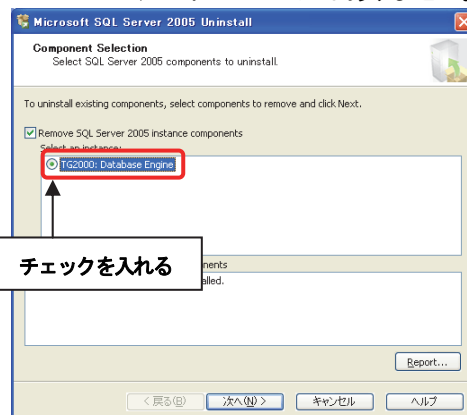 Microsoft SQL Server 2005 Uninstall
Component Selection
Select SQL Server 2005 components to uninstall.
To uninstall existing components, select components to remove and click Next.
Remove SQL Server 2005 instance components
Select an instance:
TG2000: Database Engine
チェックを入れる
nents
alled.
Report...
< 戻る(B)
次へ(N) >
キャンセル
ヘルプ